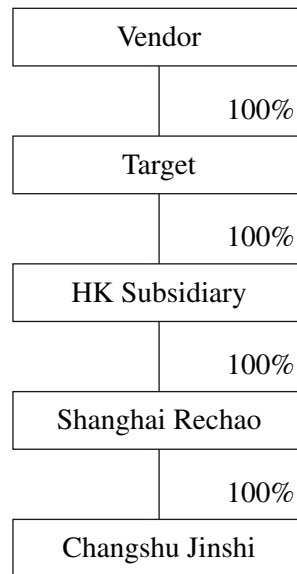 Vendor
100%
Target
100%
HK Subsidiary
100%
Shanghai Rechao
100%
Changshu Jinshi